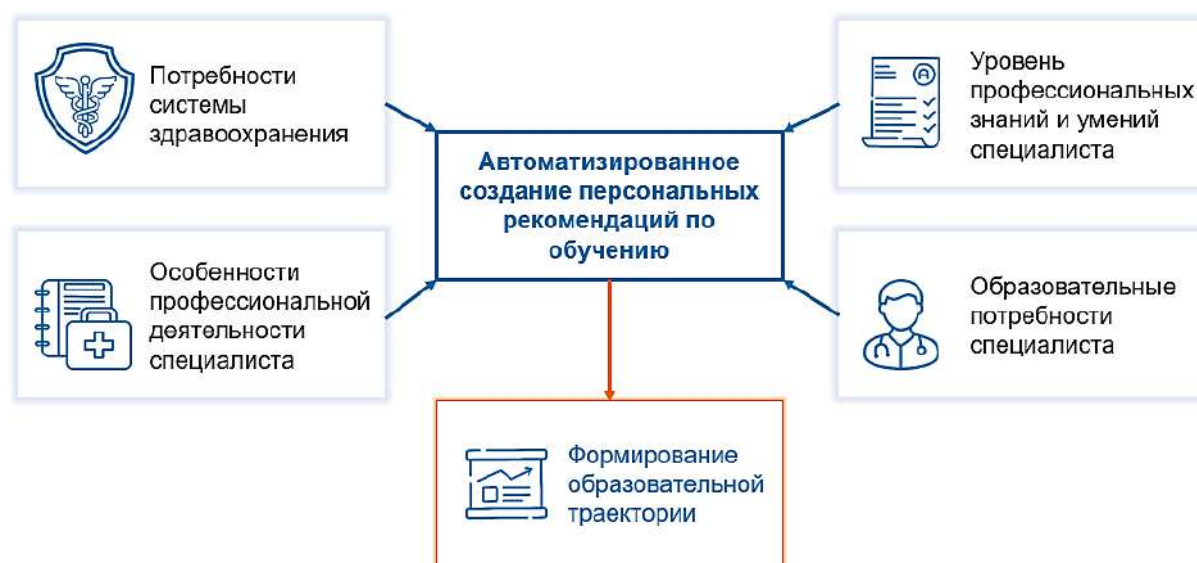 Потребности
системы
здравоохранения
Уровень
профессиональных
знаний и умений
специалиста
Автоматизированное
создание персональных
рекомендаций по
обучению
Особенности
профессиональной
деятельности
специалиста
Образовательные
потребности
специалиста
Формирование
образовательной
траектории